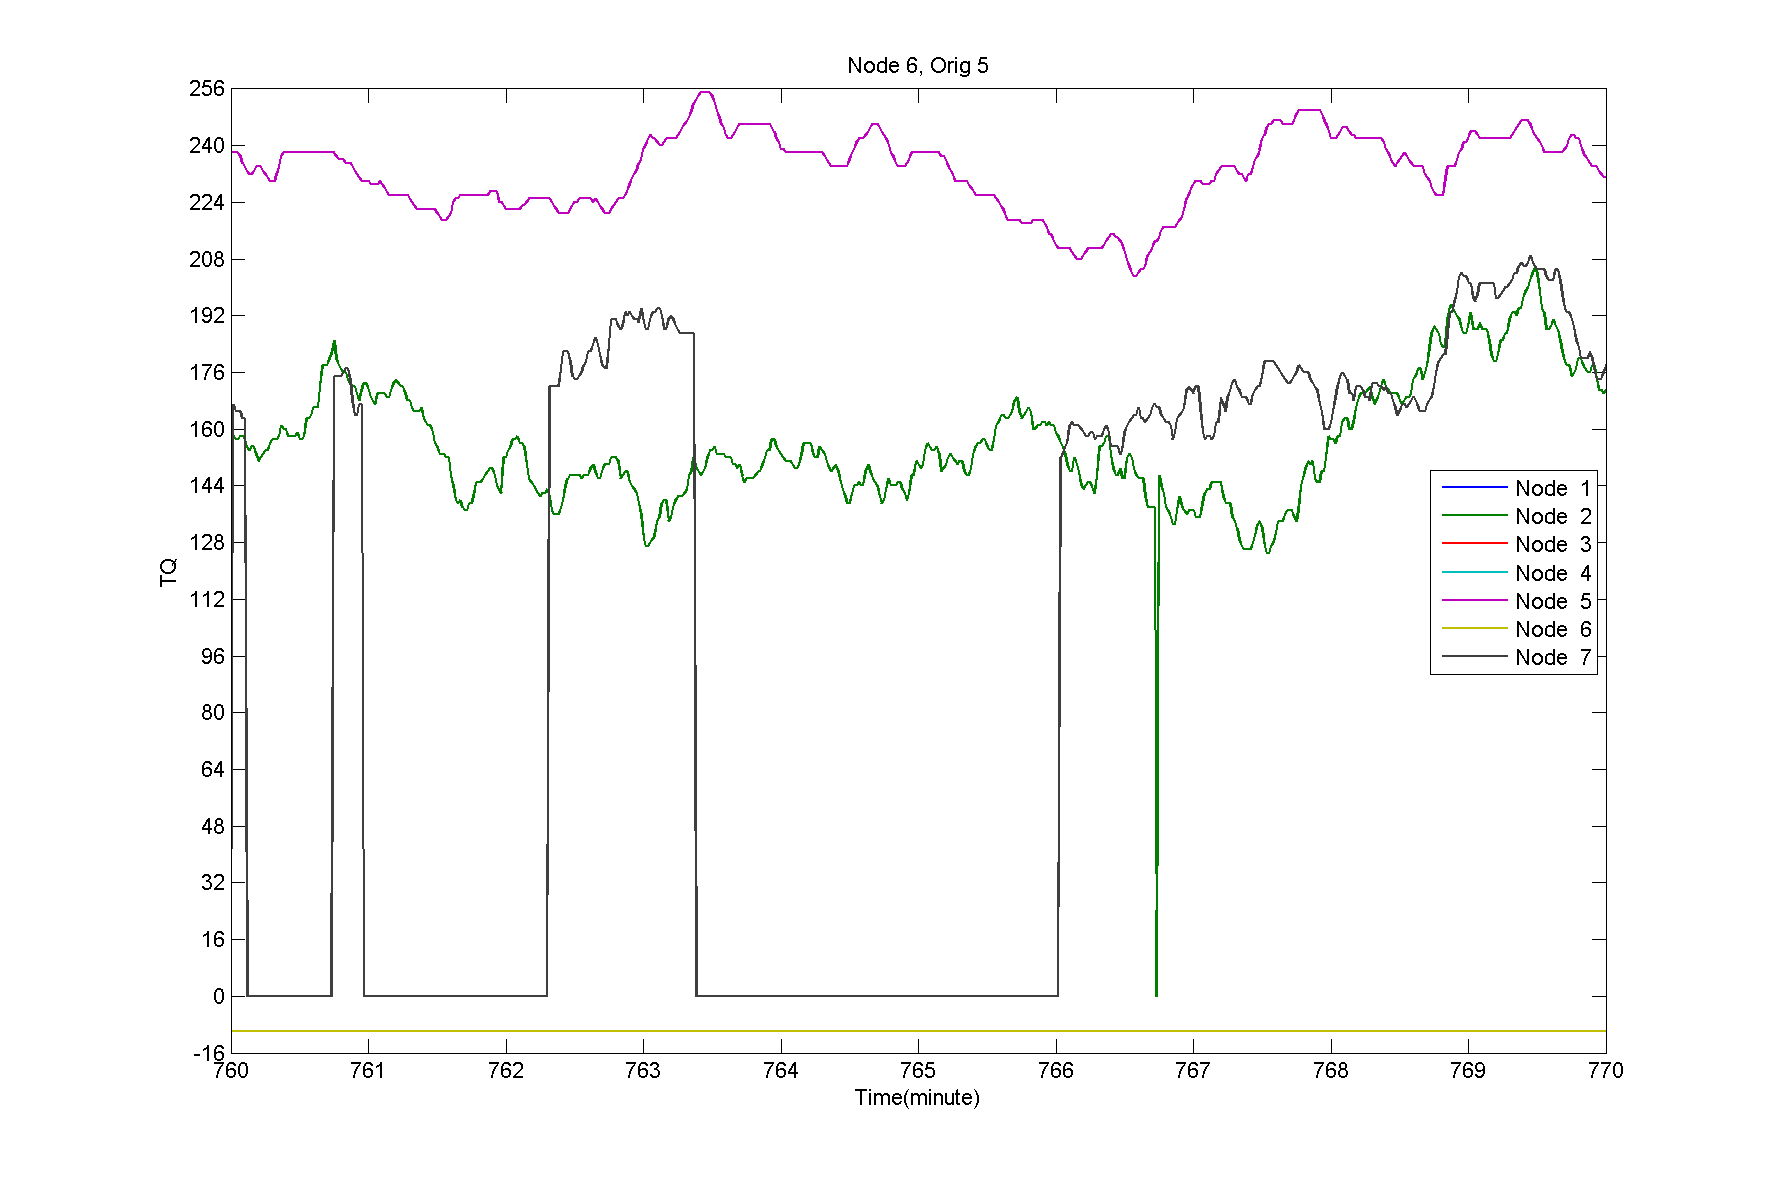 Node 6, Orig 5
256
240
224
208
192
176
160
144
128
112
96
80
64
48
32
16
0
-16
TQ
Node 1
Node 2
Node 3
Node 4
Node 5
Node 6
Node 7
760 761 762 763 764 765 766 767 768 769 770
Time(minute)